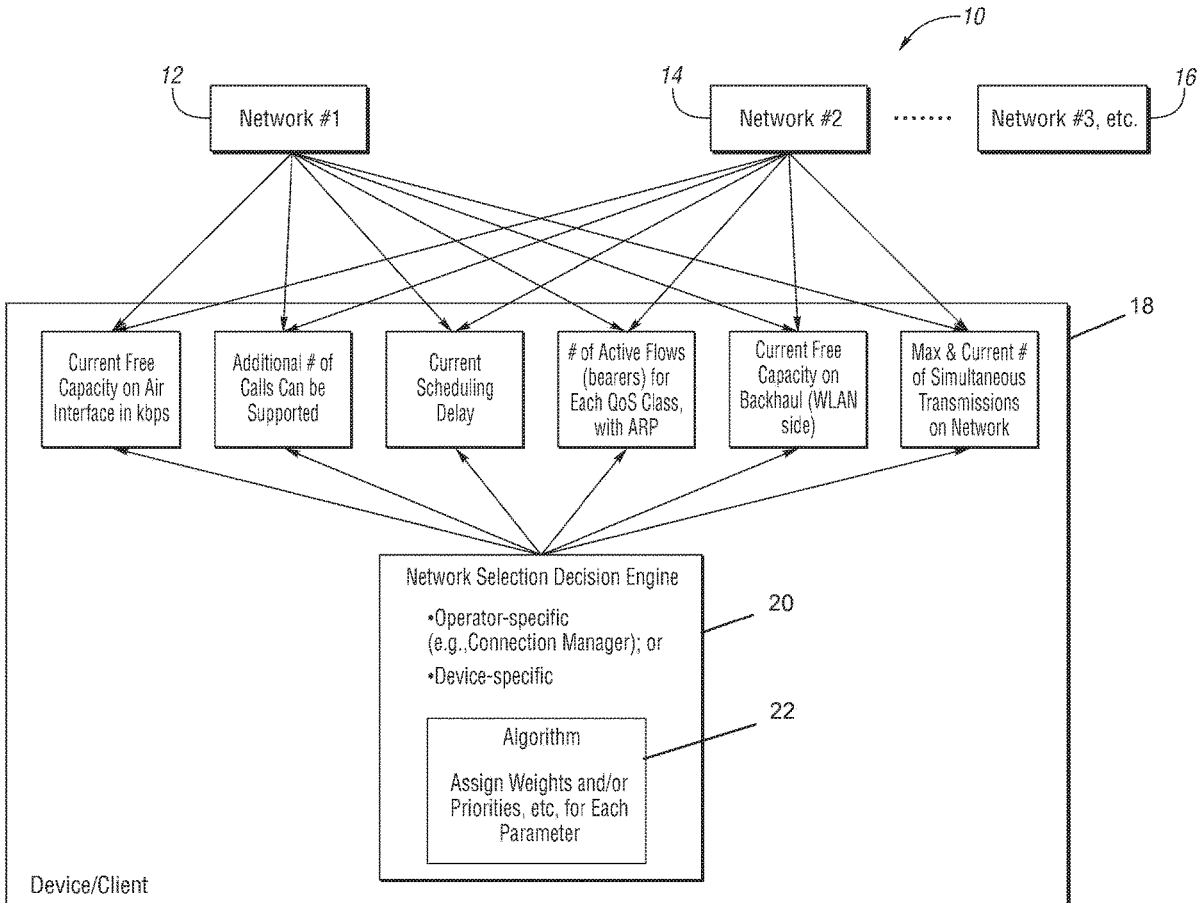 10
12
Network #1
14
Network #2
........
Network #3, etc.
16
18
Current Free
Capacity on Air
Interface in kbps
Additional # of
Calls Can be
Supported
Current
Scheduling
Delay
# of Active Flows
(bearers) for
Each QoS Class,
with ARP
Current Free
Capacity on
Backhaul (WLAN
side)
Max & Current #
of Simultaneous
Transmissions
on Network
Network Selection Decision Engine
•Operator-specific
(e.g.,Connection Manager); or
•Device-specific
20
22
Algorithm
Assign Weights and/or
Priorities, etc, for Each
Parameter
Device/Client